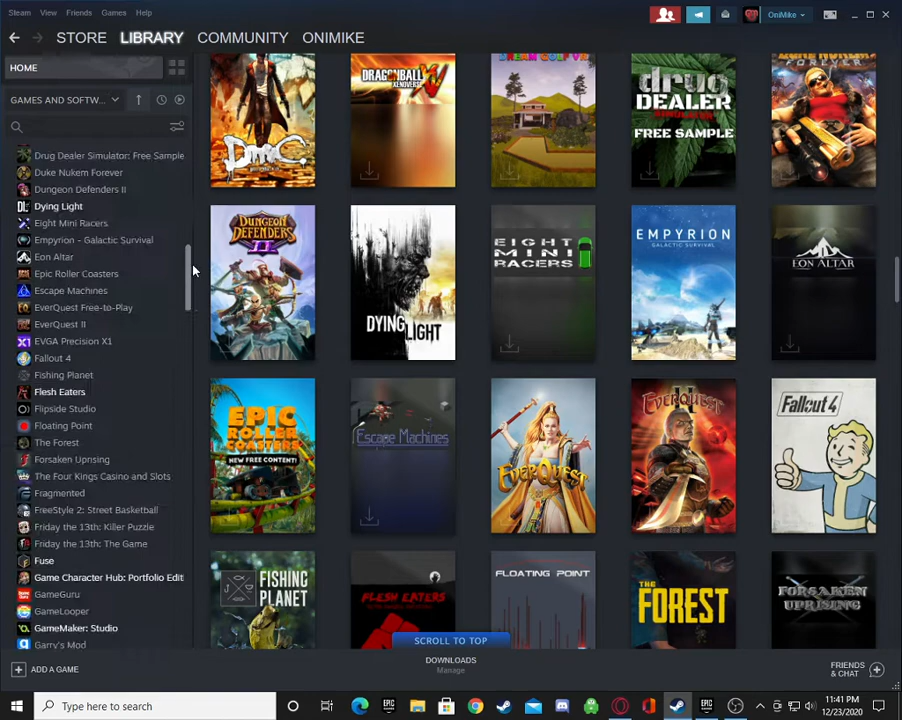 Steam View Friends Games Help
OniMike
STORE LIBRARY COMMUNITY ONIMIKE
HOME
GAMES AND SOFTW...
Drug Dealer Simulator: Free Sample
Duke Nukem Forever
Dungeon Defenders II
Dying Light
Eight Mini Racers
Empyrion - Galactic Survival
Eon Altar
Epic Roller Coasters
Escape Machines
EverQuest Free-to-Play
EverQuest II
EVGA Precision X1
Fallout 4
Fishing Planet
Flesh Eaters
Flipside Studio
Floating Point
The Forest
Forsaken Uprising
The Four Kings Casino and Slots
Fragmented
FreeStyle 2: Street Basketball
Friday the 13th: Killer Puzzle
Friday the 13th: The Game
Fuse
Game Character Hub: Portfolio Edit
GameGuru
GameLooper
GameMaker: Studio
Garry's Mod
DmC
DRAGONBALL
XENOVERSE
XV
DREAM GOLF VR
drug
DEALER
SIMULATOR
FREE SAMPLE
DUKE NUKEM
FOREVER
DUNGEON
DEFENDERS
II
DYING LIGHT
EIGHT
MINI
RACERS
EMPYRION
GALACTIC SURVIVAL
EON ALTAR
EPIC
ROLLER
COASTERS
NEW FREE CONTENT!
Escape Machines
EVERQUEST
EVERQUEST II
Fallout 4
FISHING
PLANET
FLESH EATERS
FLOATING POINT
THE
FOREST
FORSAKEN
UPRISING
SCROLL TO TOP
ADD A GAME
DOWNLOADS
Manage
FRIENDS
& CHAT
Type here to search
EPIC
EPIC
11:41 PM
12/23/2020